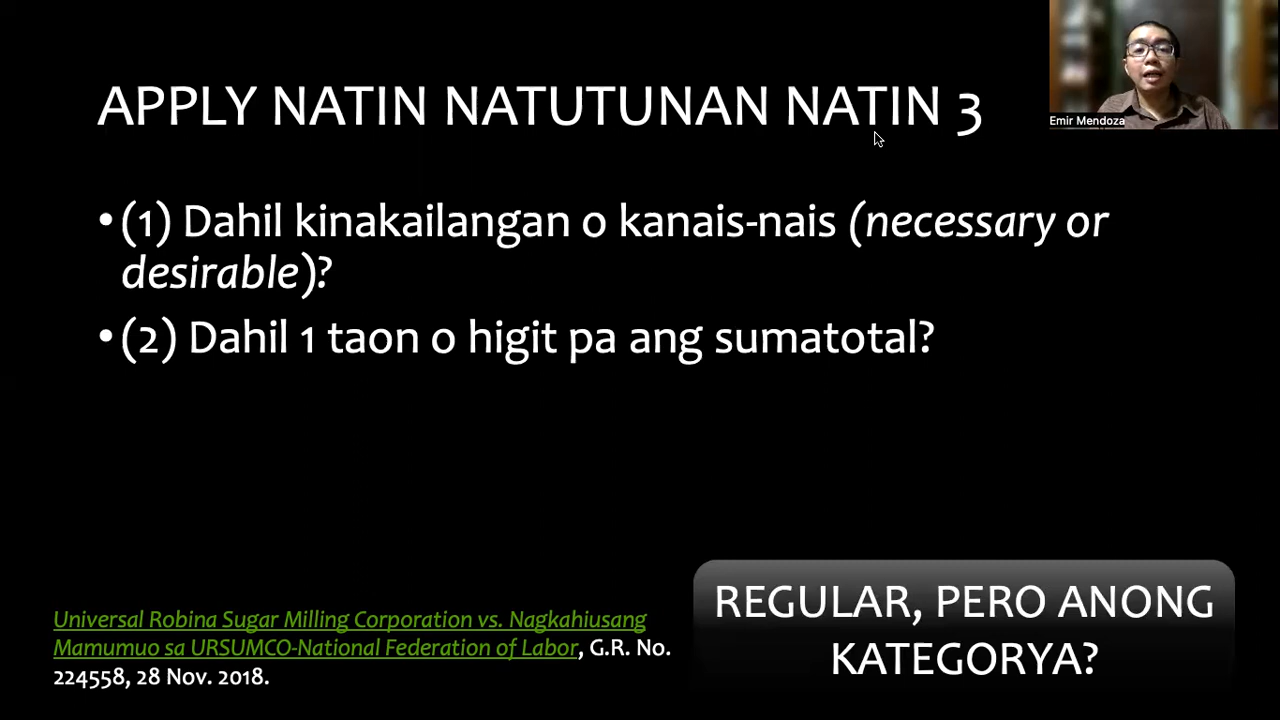 APPLY NATIN NATUTUNAN NATIN 3
Emir Mendoza
• (1) Dahil kinakailangan o kanais-nais (necessary or
desirable)?
• (2) Dahil 1 taon o higit pa ang sumatotal?
Universal Robina Sugar Milling Corporation vs. Nagkahiusang
Mamumuo sa URSUMCO-National Federation of Labor, G.R. No.
224558, 28 Nov. 2018.
REGULAR, PERO ANONG
KATEGORYA?